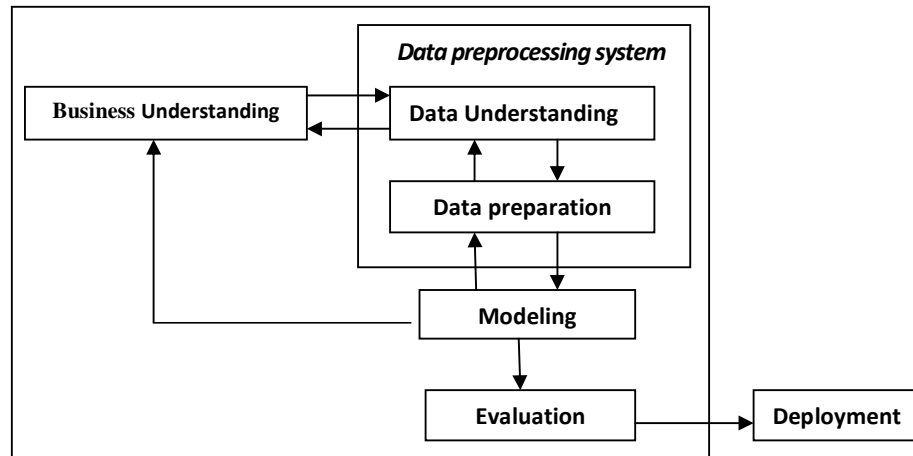 Data preprocessing system
Business Understanding
Data Understanding
Data preparation
Modeling
Evaluation
Deployment